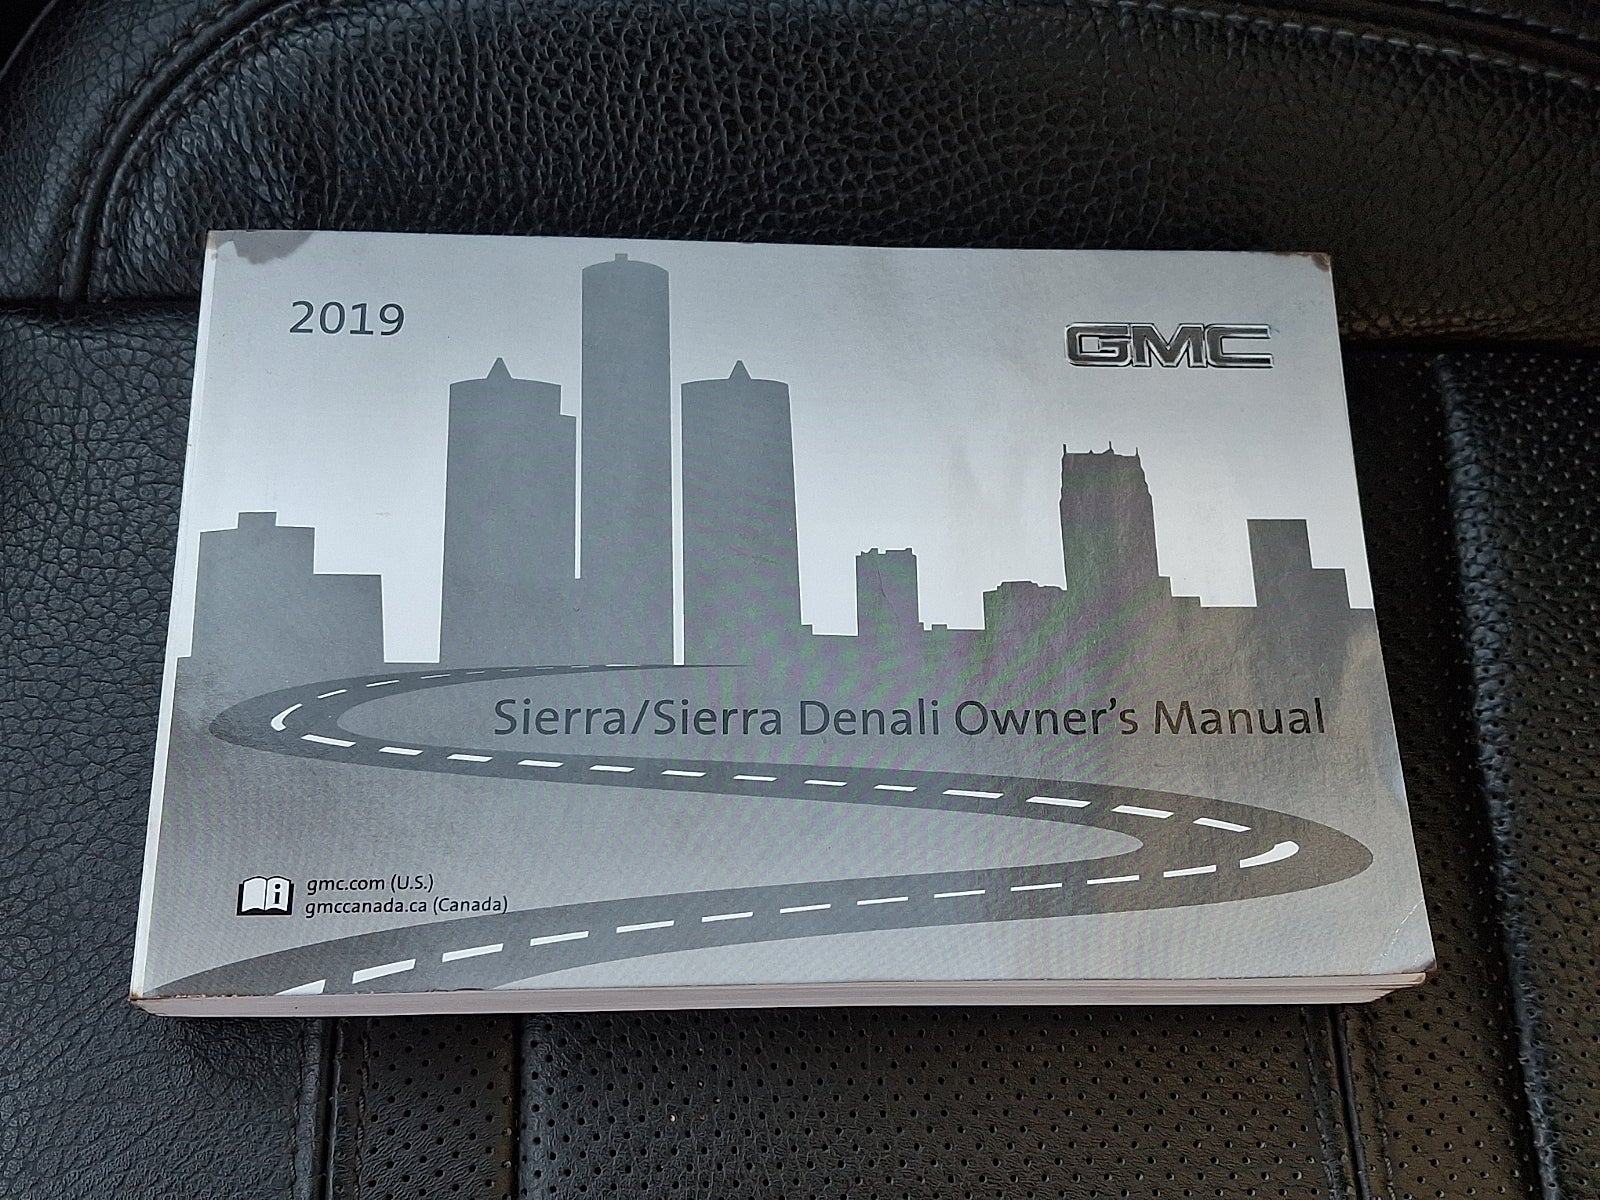 2019
GMC
Sierra/Sierra Denali Owner's Manual
gmc.com (U.S.)
gmccanada.ca (Canada)